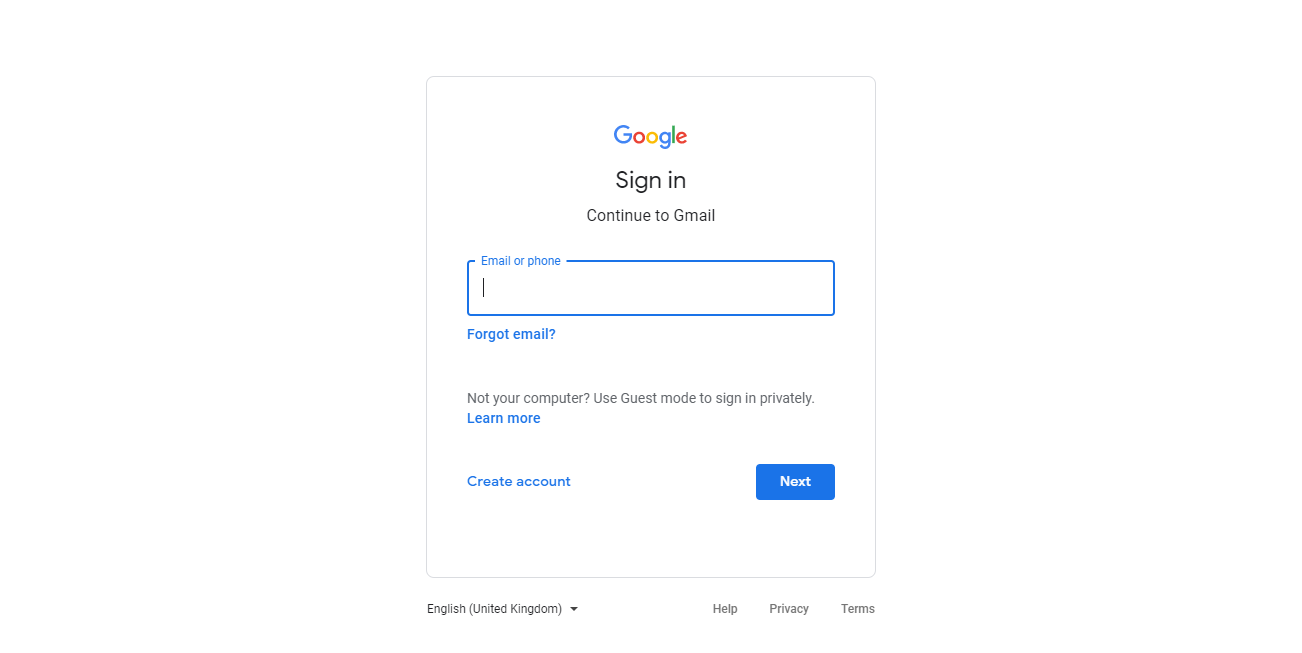 Google
Sign in
Continue to Gmail
Email or phone
Forgot email?
Not your computer? Use Guest mode to sign in privately.
Learn more
Create account
Next
English (United Kingdom)
Help
Privacy
Terms